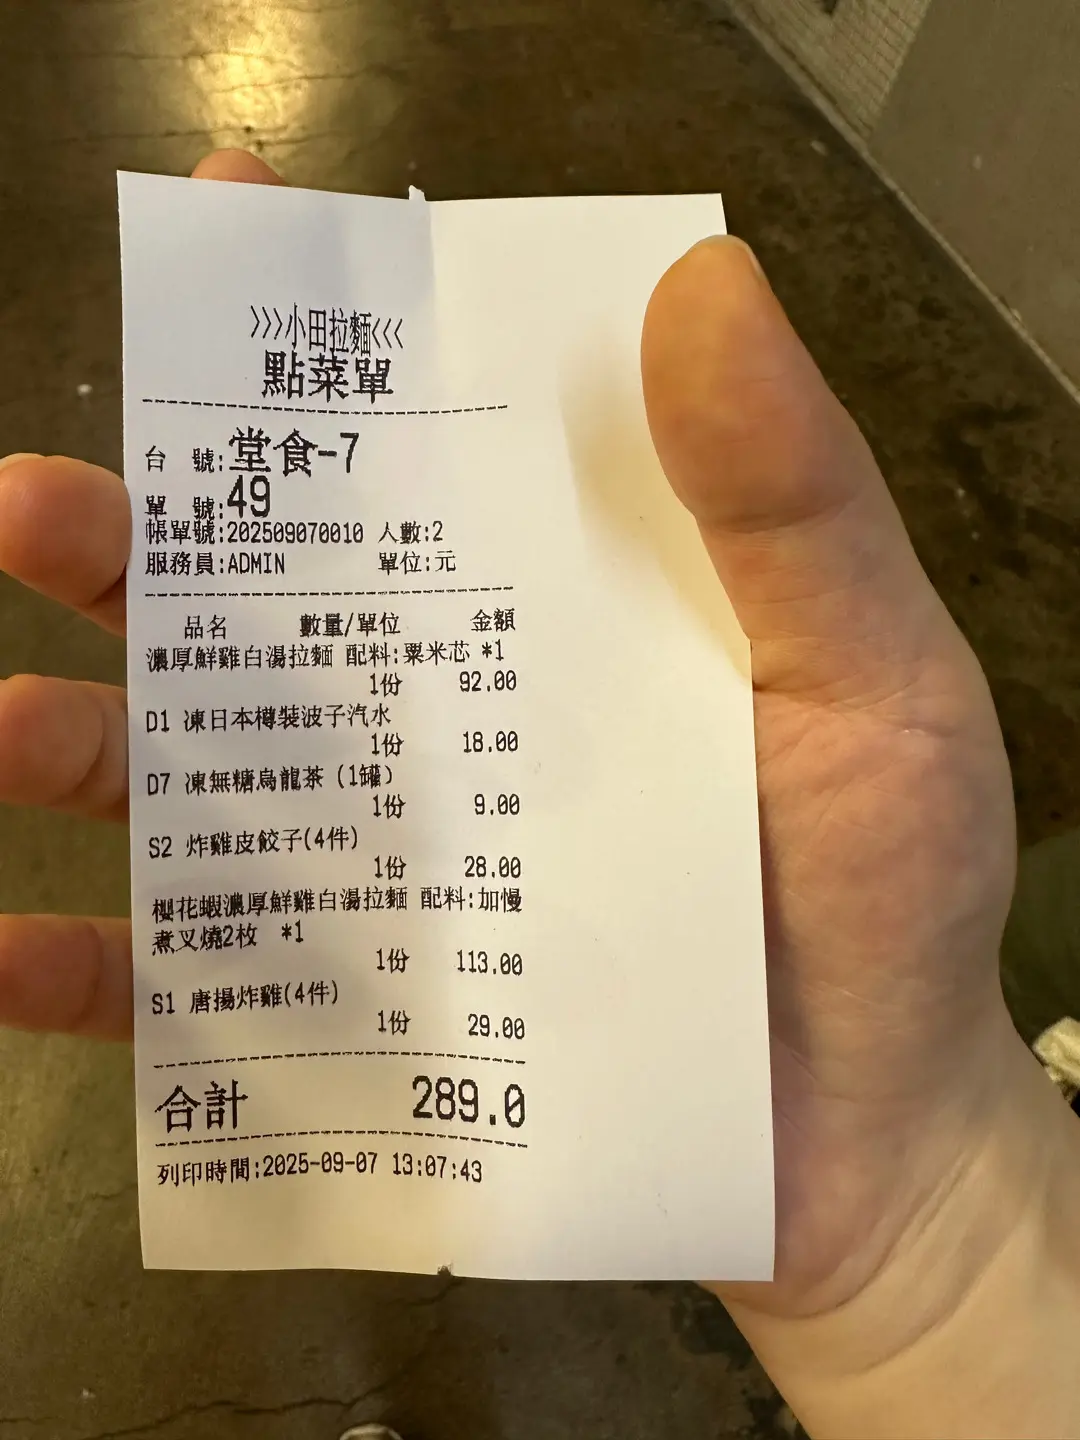 >>>小田拉麵<<<
點菜單
台 號:堂食-7
單 號:49
帳單號:202509070010 人數:2
服務員:ADMIN 單位:元
品名 數量/單位 金額
濃厚鮮雞白湯拉麵 配料:粟米芯 *1
1份 92.00
D1 凍日本樽裝波子汽水
1份 18.00
D7 凍無糖烏龍茶 (1罐)
1份 9.00
S2 炸雞皮餃子(4件)
1份 28.00
櫻花蝦濃厚鮮雞白湯拉麵 配料:加慢
煮叉燒2枚 *1
1份 113.00
S1 唐揚炸雞(4件)
1份 29.00
合計 289.0
列印時間:2025-09-07 13:07:43